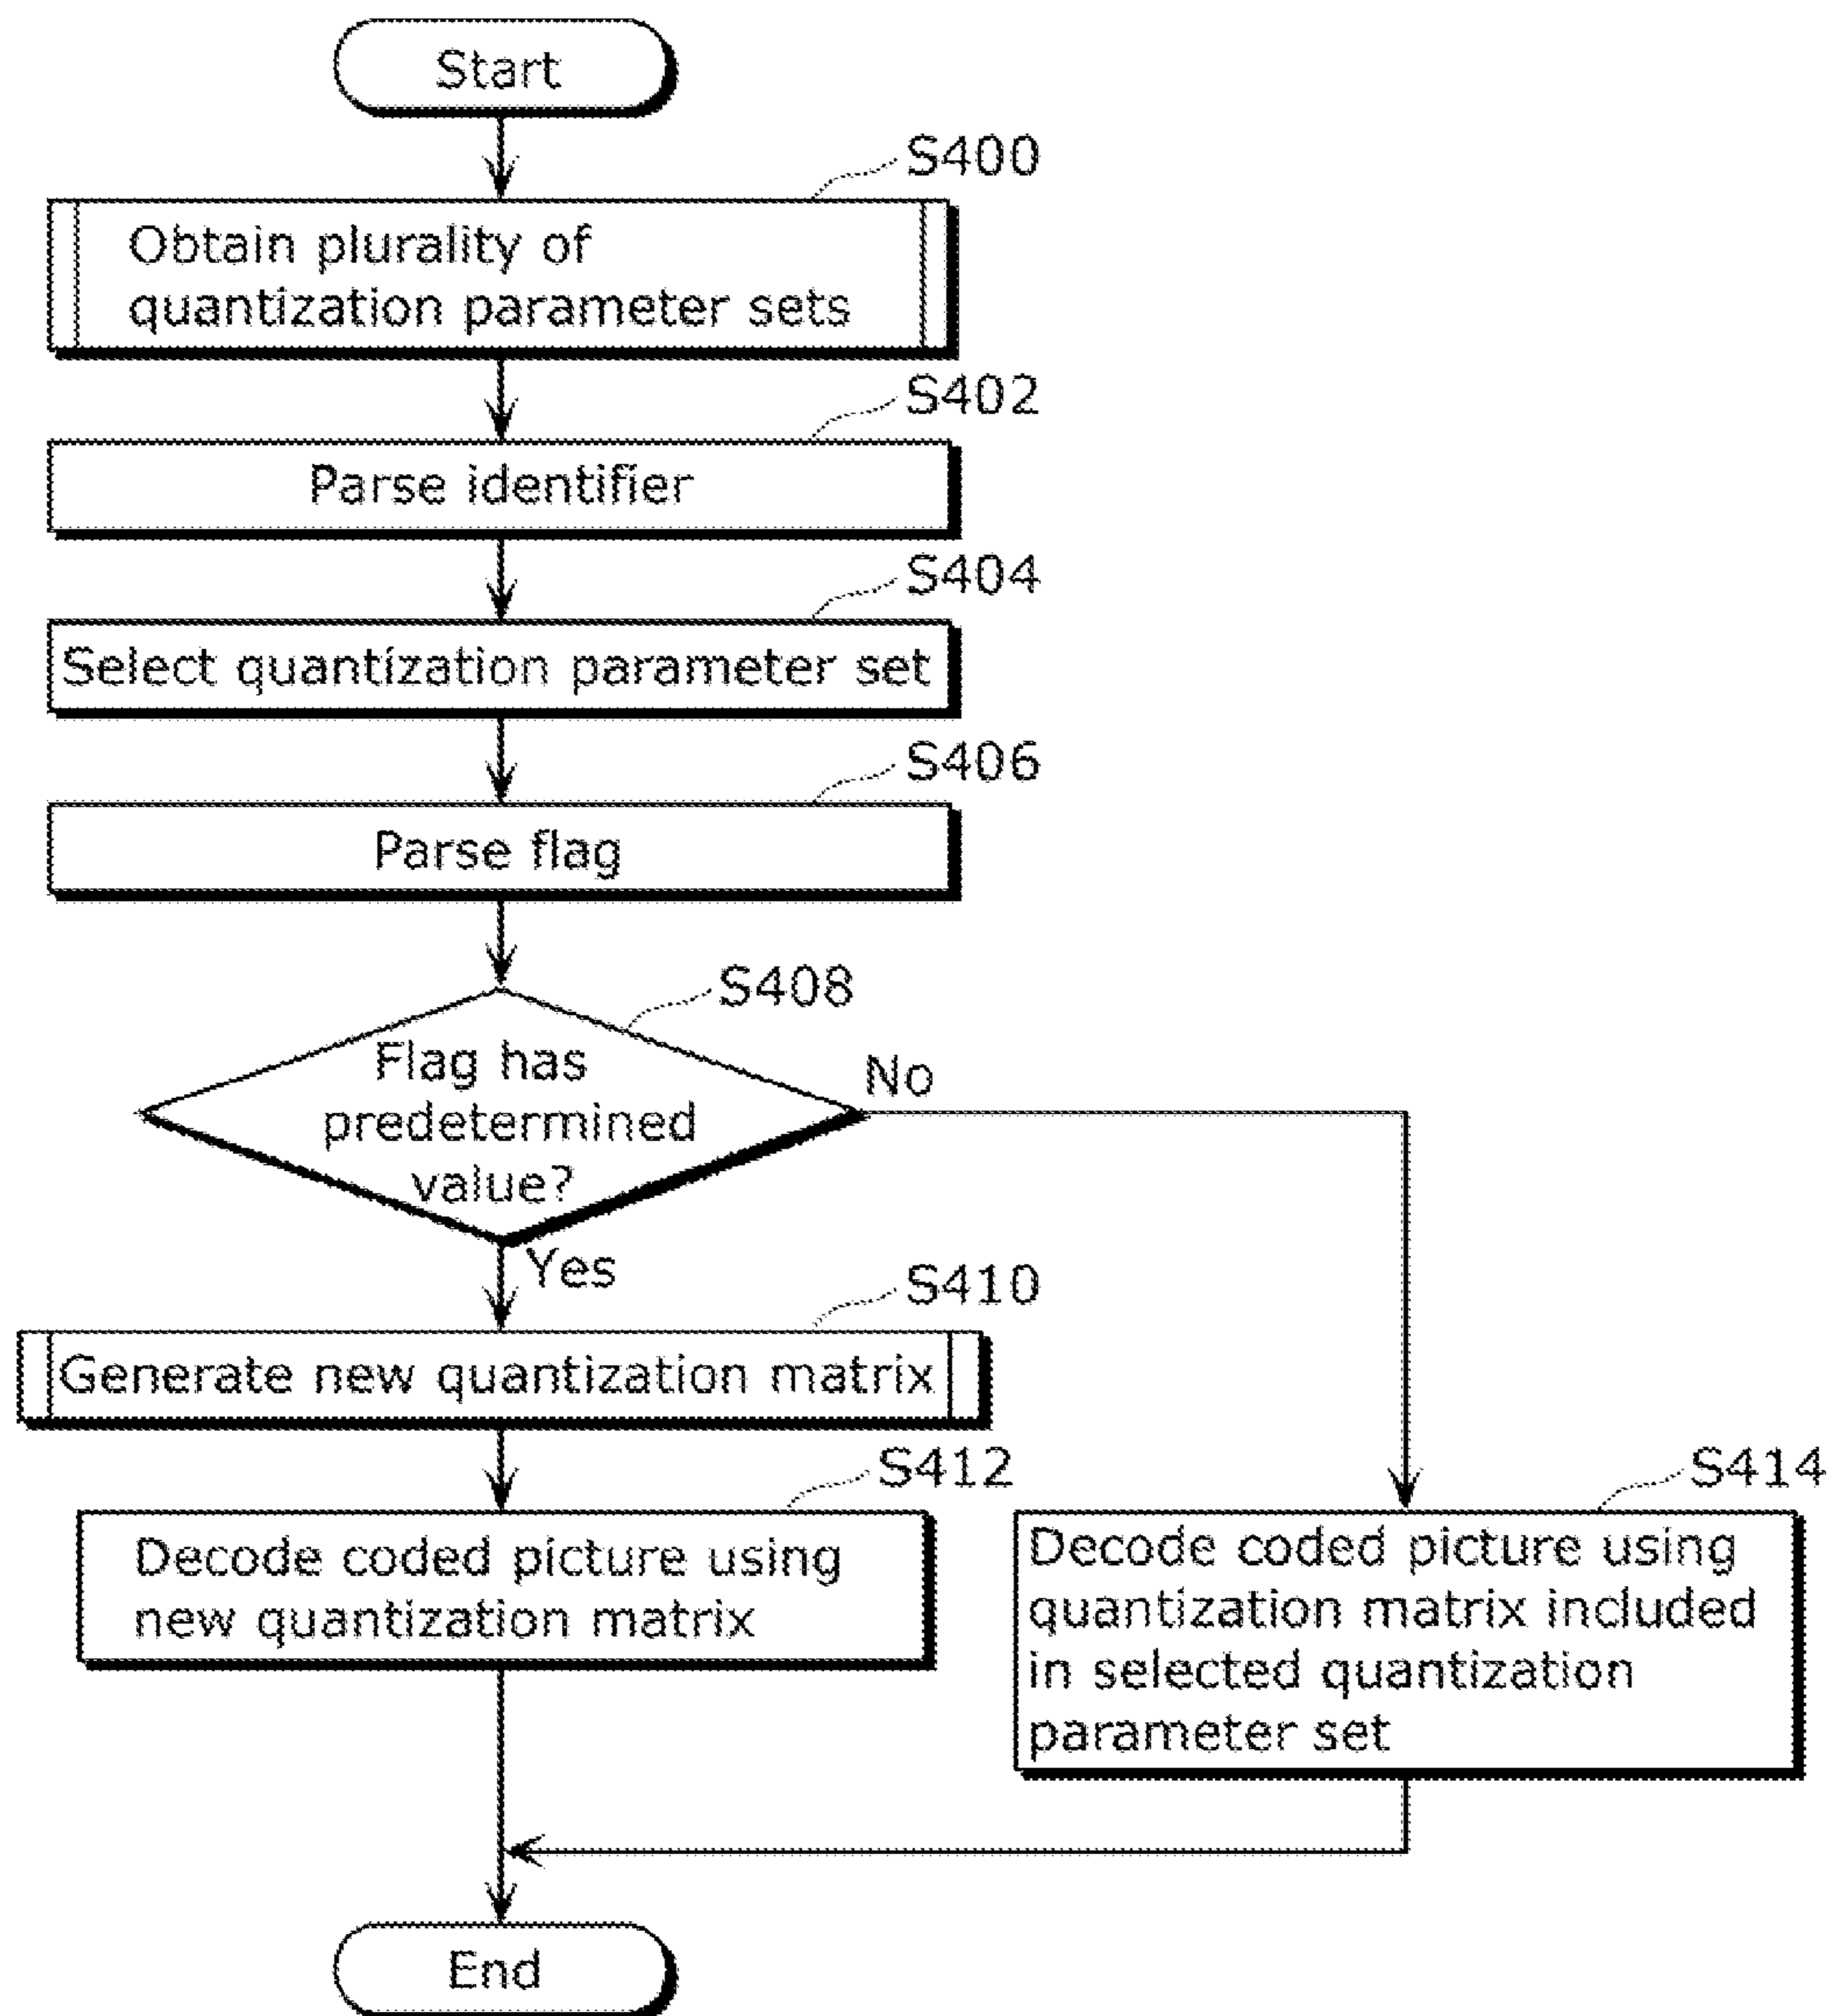 Start
S400
Obtain plurality of
quantization parameter sets
S402
Parse identifier
S404
Select quantization parameter set
S406
Parse flag
S408
Flag has
predetermined
value?
No
Yes
S410
Generate new quantization matrix
S412
Decode coded picture using
new quantization matrix
S414
Decode coded picture using
quantization matrix included
in selected quantization
parameter set
End